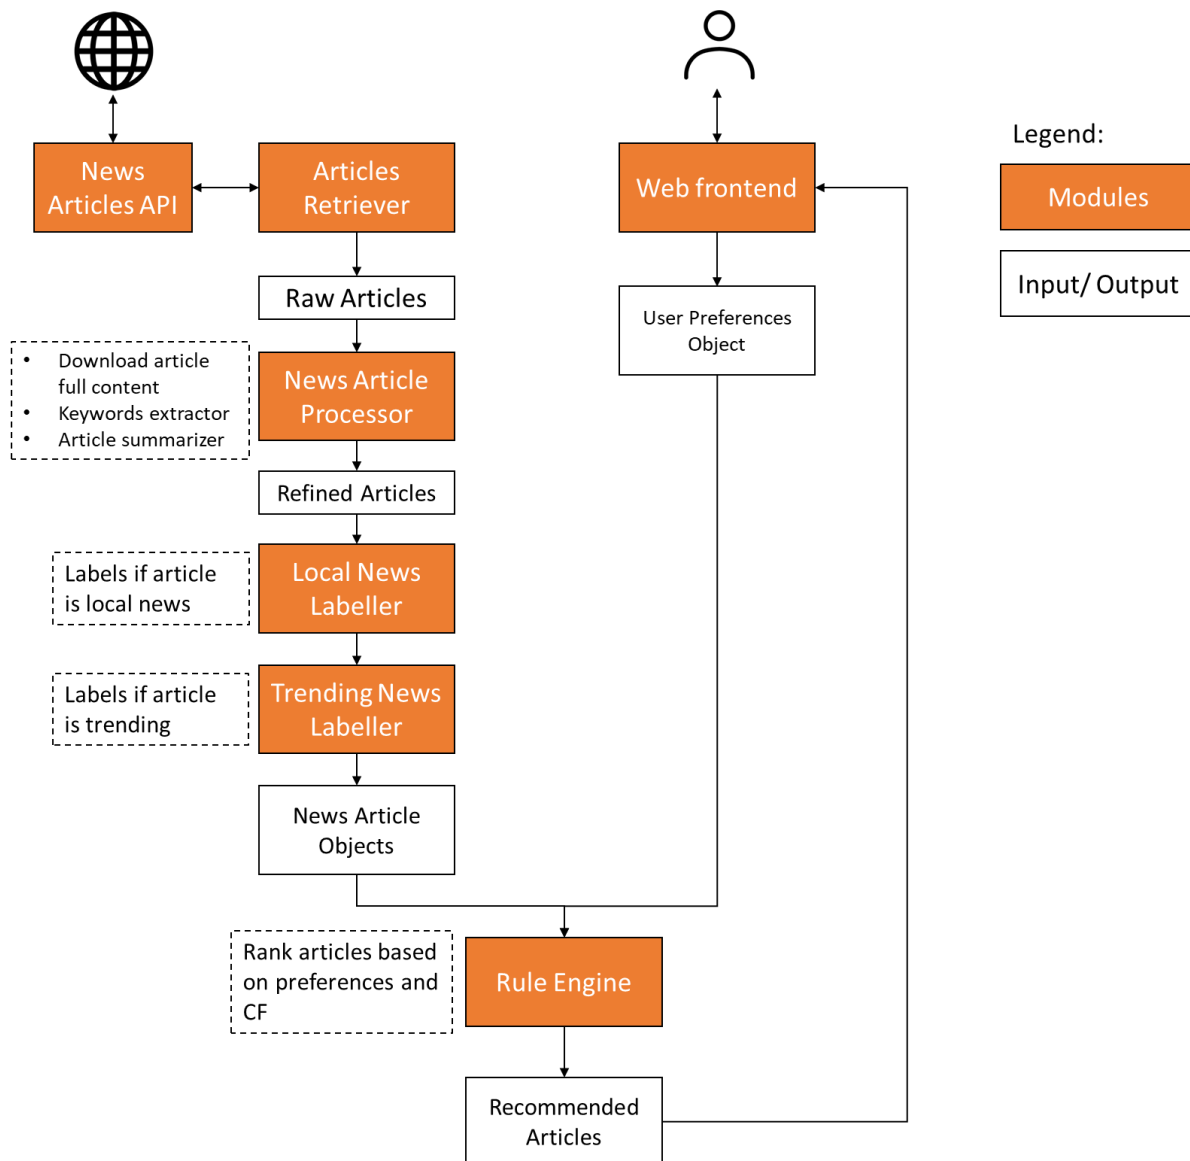 News
Articles API
Articles
Retriever
Web frontend
Legend:
Modules
Input/ Output
Raw Articles
User Preferences
Object
• Download article
full content
• Keywords extractor
• Article summarizer
News Article
Processor
Refined Articles
Labels if article
is local news
Local News
Labeller
Labels if article
is trending
Trending News
Labeller
News Article
Objects
Rank articles based
on preferences and
CF
Rule Engine
Recommended
Articles